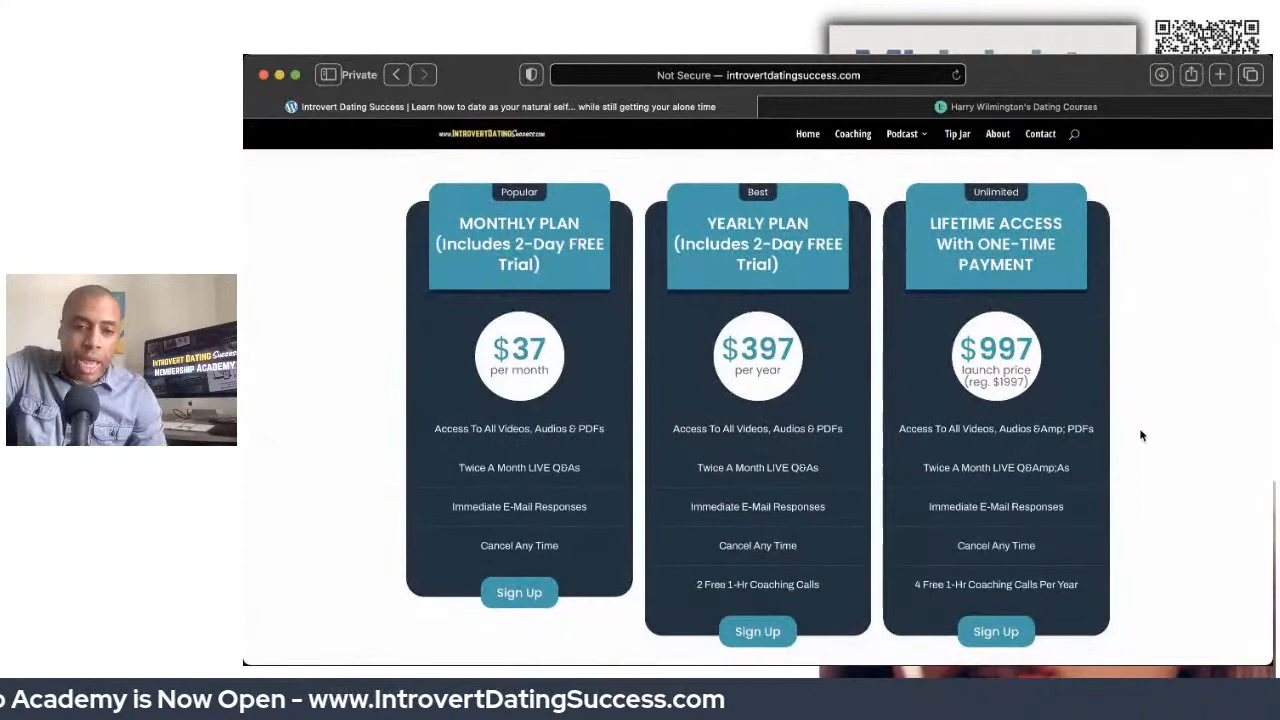 Private
Not Secure — introvertdatingsuccess.com
Introvert Dating Success | Learn how to date as your natural self... while still getting your alone time
Harry Wilmington's Dating Courses
www.INTROVERTDATINGSuccess.com
Home
Coaching
Podcast
Tip Jar
About
Contact
Popular
MONTHLY PLAN
(Includes 2-Day FREE
Trial)
$37
per month
Access To All Videos, Audios & PDFs
Twice A Month LIVE Q&As
Immediate E-Mail Responses
Cancel Any Time
Sign Up
Best
YEARLY PLAN
(Includes 2-Day FREE
Trial)
$397
per year
Access To All Videos, Audios & PDFs
Twice A Month LIVE Q&As
Immediate E-Mail Responses
Cancel Any Time
2 Free 1-Hr Coaching Calls
Sign Up
Unlimited
LIFETIME ACCESS
With ONE-TIME
PAYMENT
$997
launch price
(reg. $1997)
Access To All Videos, Audios &Amp; PDFs
Twice A Month LIVE Q&Amp;As
Immediate E-Mail Responses
Cancel Any Time
4 Free 1-Hr Coaching Calls Per Year
Sign Up
INTROVERT DATING Success
MEMBERSHIP ACADEMY
Academy is Now Open - www.IntrovertDatingSuccess.com